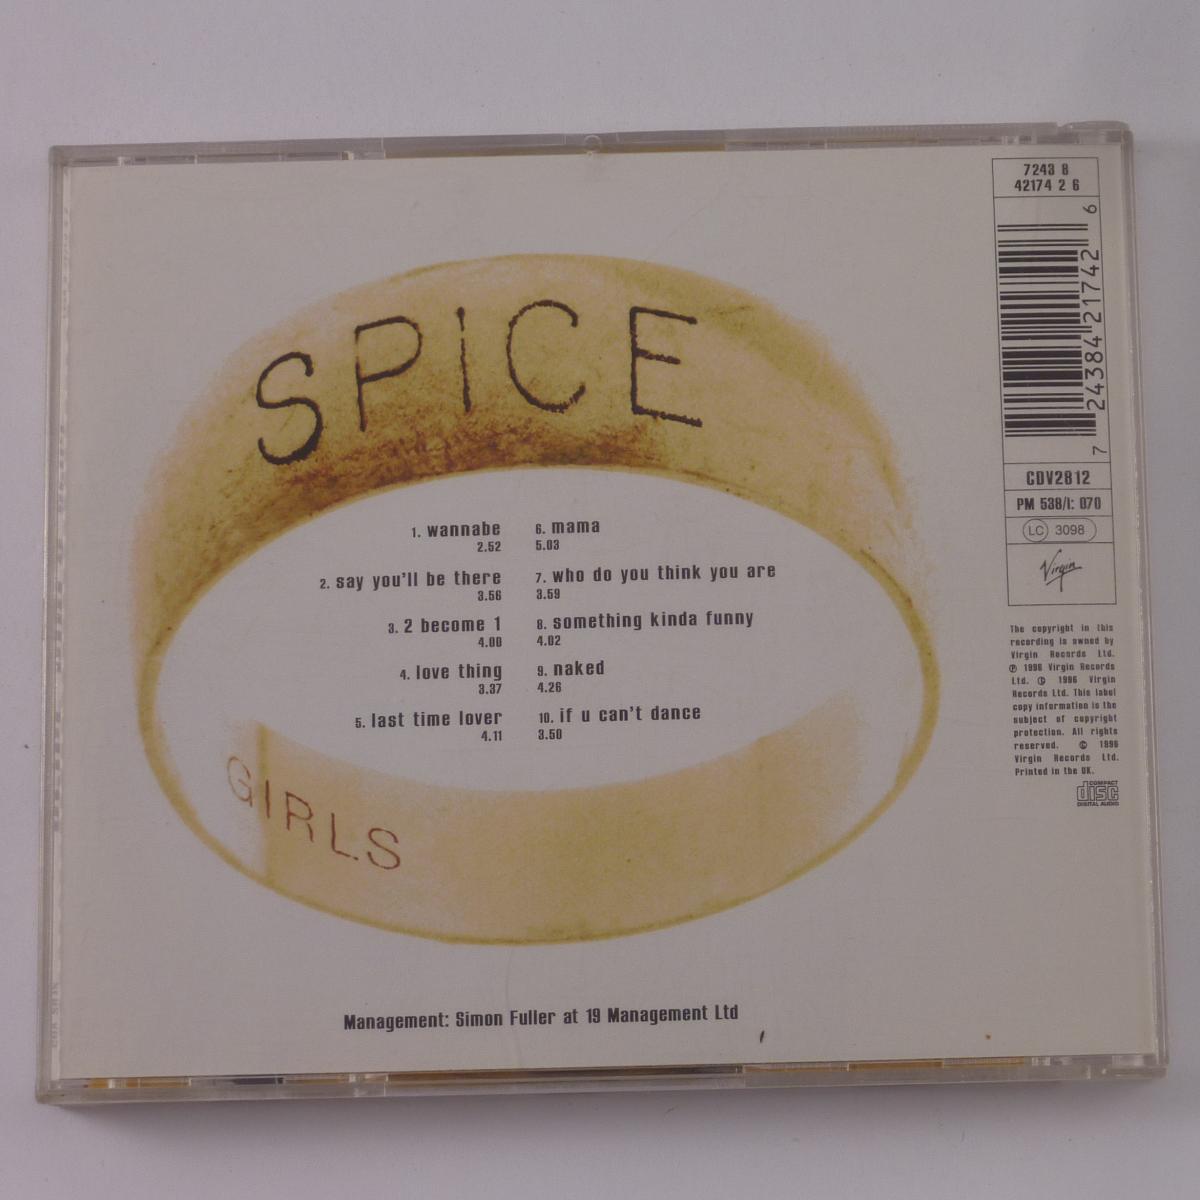 SPICE
1. wannabe
2.52
2. say you'll be there
3.56
3. 2 become 1
4.00
4. love thing
3.37
5. last time lover
4.11
6. mama
5.03
7. who do you think you are
3.59
8. something kinda funny
4.02
9. naked
4.26
10. if u can't dance
3.50
GIRLS
Management: Simon Fuller at 19 Management Ltd
7243 8
42174 2 6
7 24384 21742 6
CDV2812
PM 538/I: 070
LC 3098
Virgin
The copyright in this
recording is owned by
Virgin Records Ltd.
℗ 1996 Virgin Records
Ltd. © 1996 Virgin
Records Ltd. This label
copy information is the
subject of copyright
protection. All rights
reserved. © 1996
Virgin Records Ltd.
Printed in the UK.
COMPACT
disc
DIGITAL AUDIO